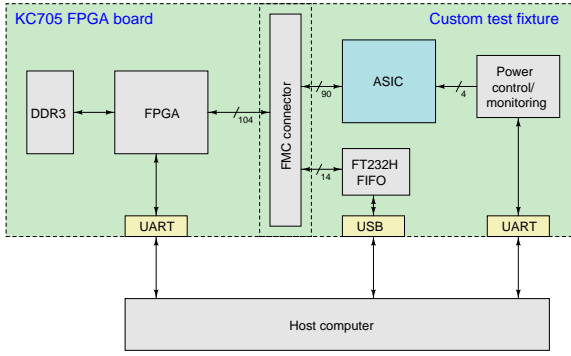 KC705 FPGA board
Custom test fixture
DDR3
FPGA
104
FMC connector
90
ASIC
4
Power
control/
monitoring
14
FT232H
FIFO
UART
USB
UART
Host computer